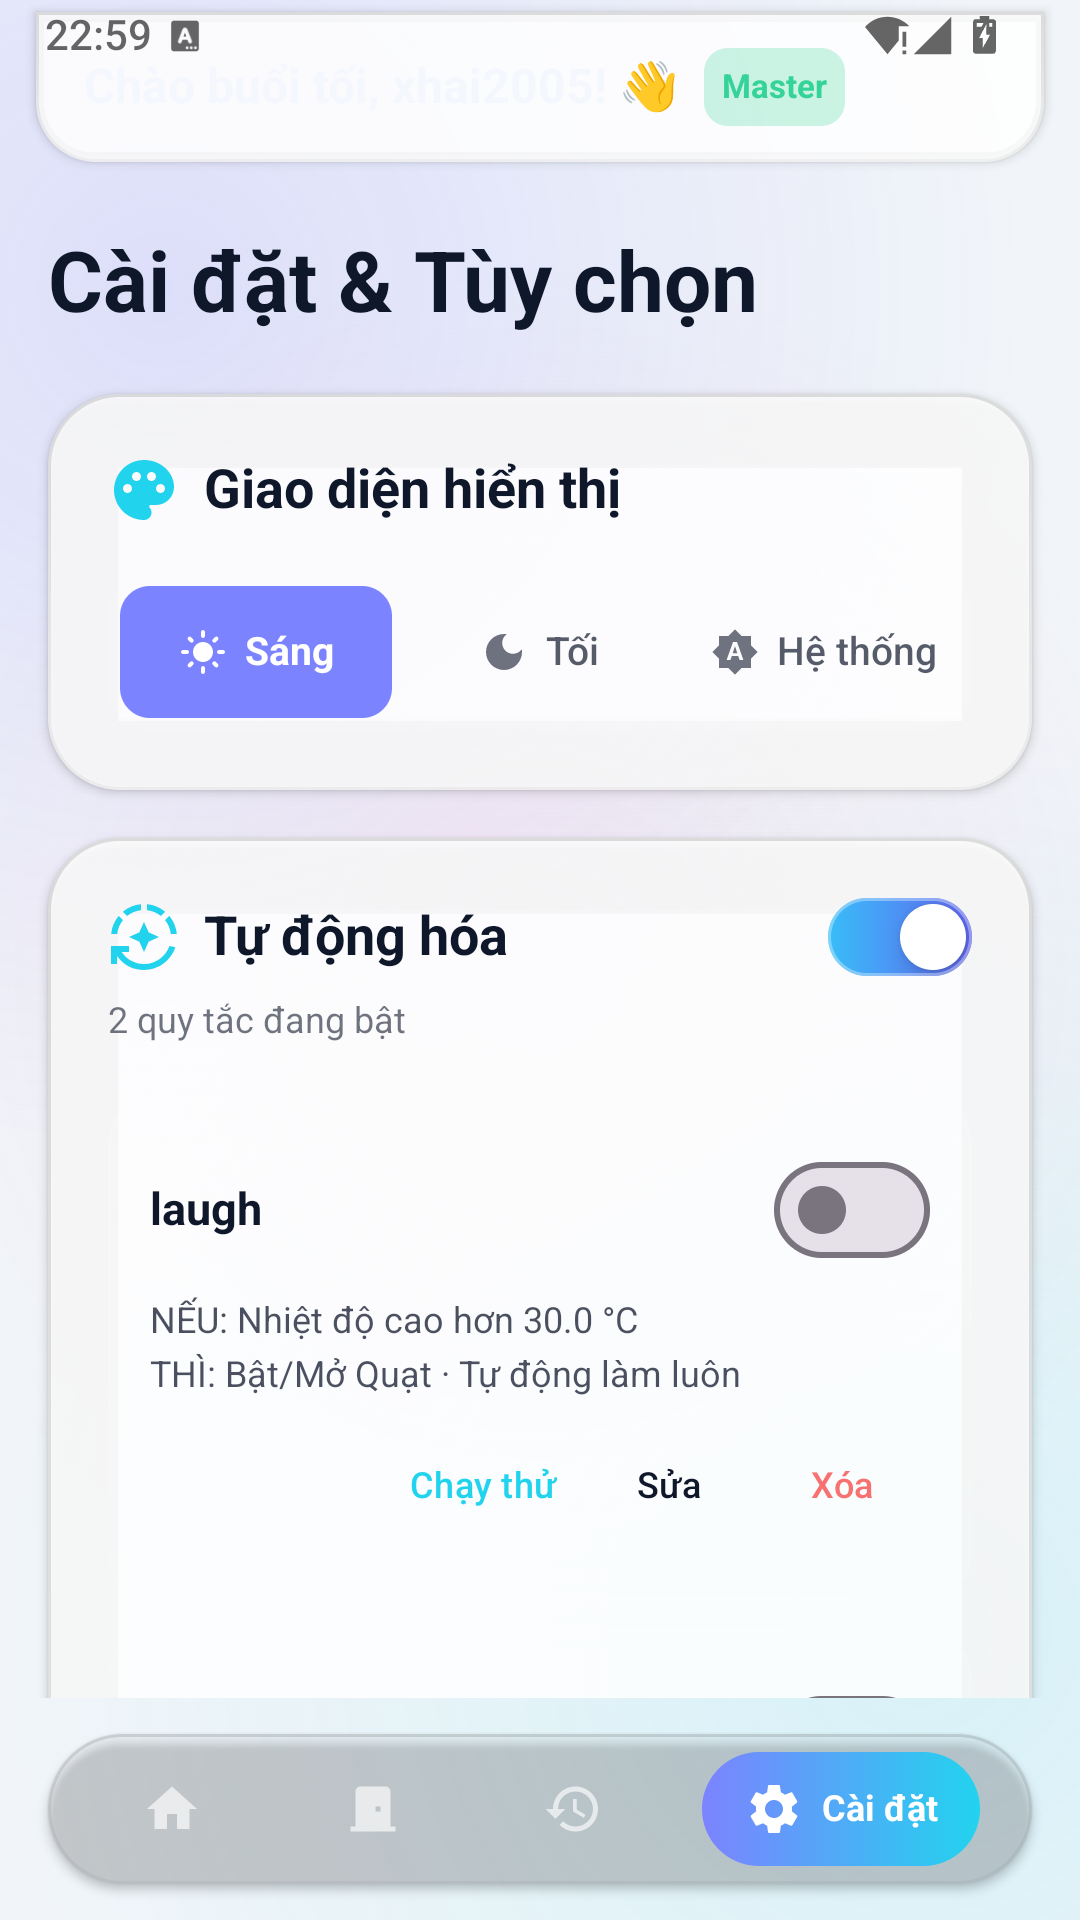 22:59
Chào buổi tối, xhai2005! 👋 Master
Cài đặt & Tùy chọn
Giao diện hiển thị
Sáng Tối Hệ thống
Tự động hóa
2 quy tắc đang bật
laugh
NẾU: Nhiệt độ cao hơn 30.0 °C
THÌ: Bật/Mở Quạt · Tự động làm luôn
Chạy thử Sửa Xóa
Cài đặt